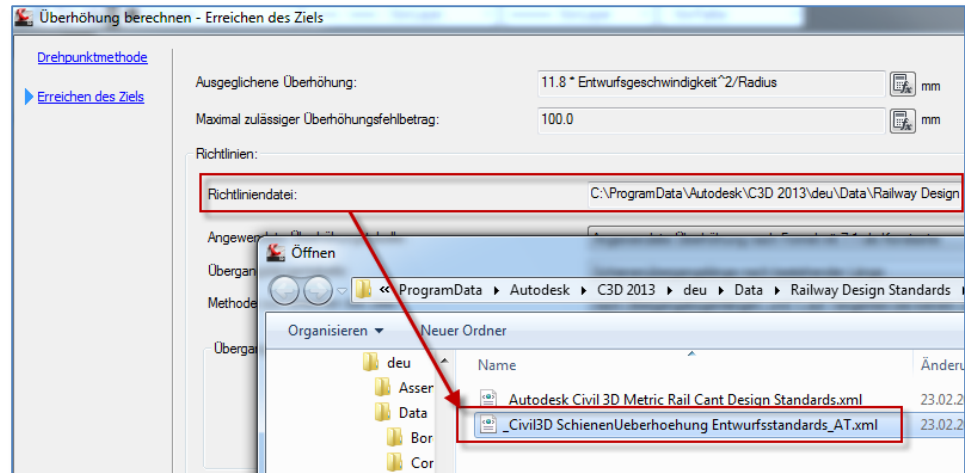 Überhöhung berechnen - Erreichen des Ziels
Drehpunktmethode
Erreichen des Ziels
Ausgeglichene Überhöhung:
11.8 * Entwurfsgeschwindigkeit^2/Radius
mm
Maximal zulässiger Überhöhungsfehlbetrag:
100.0
mm
Richtlinien:
Richtliniendatei:
C:\ProgramData\Autodesk\C3D 2013\deu\Data\Railway Design
Öffnen
Methode
« ProgramData ▸ Autodesk ▸ C3D 2013 ▸ deu ▸ Data ▸ Railway Design Standards ▸
Organisieren ▾ Neuer Ordner
deu
Asser
Data
Bor
Cor
Name
Änderu
Autodesk Civil 3D Metric Rail Cant Design Standards.xml 23.02.2
_Civil3D SchienenUeberhoehung Entwurfsstandards_AT.xml 23.02.2